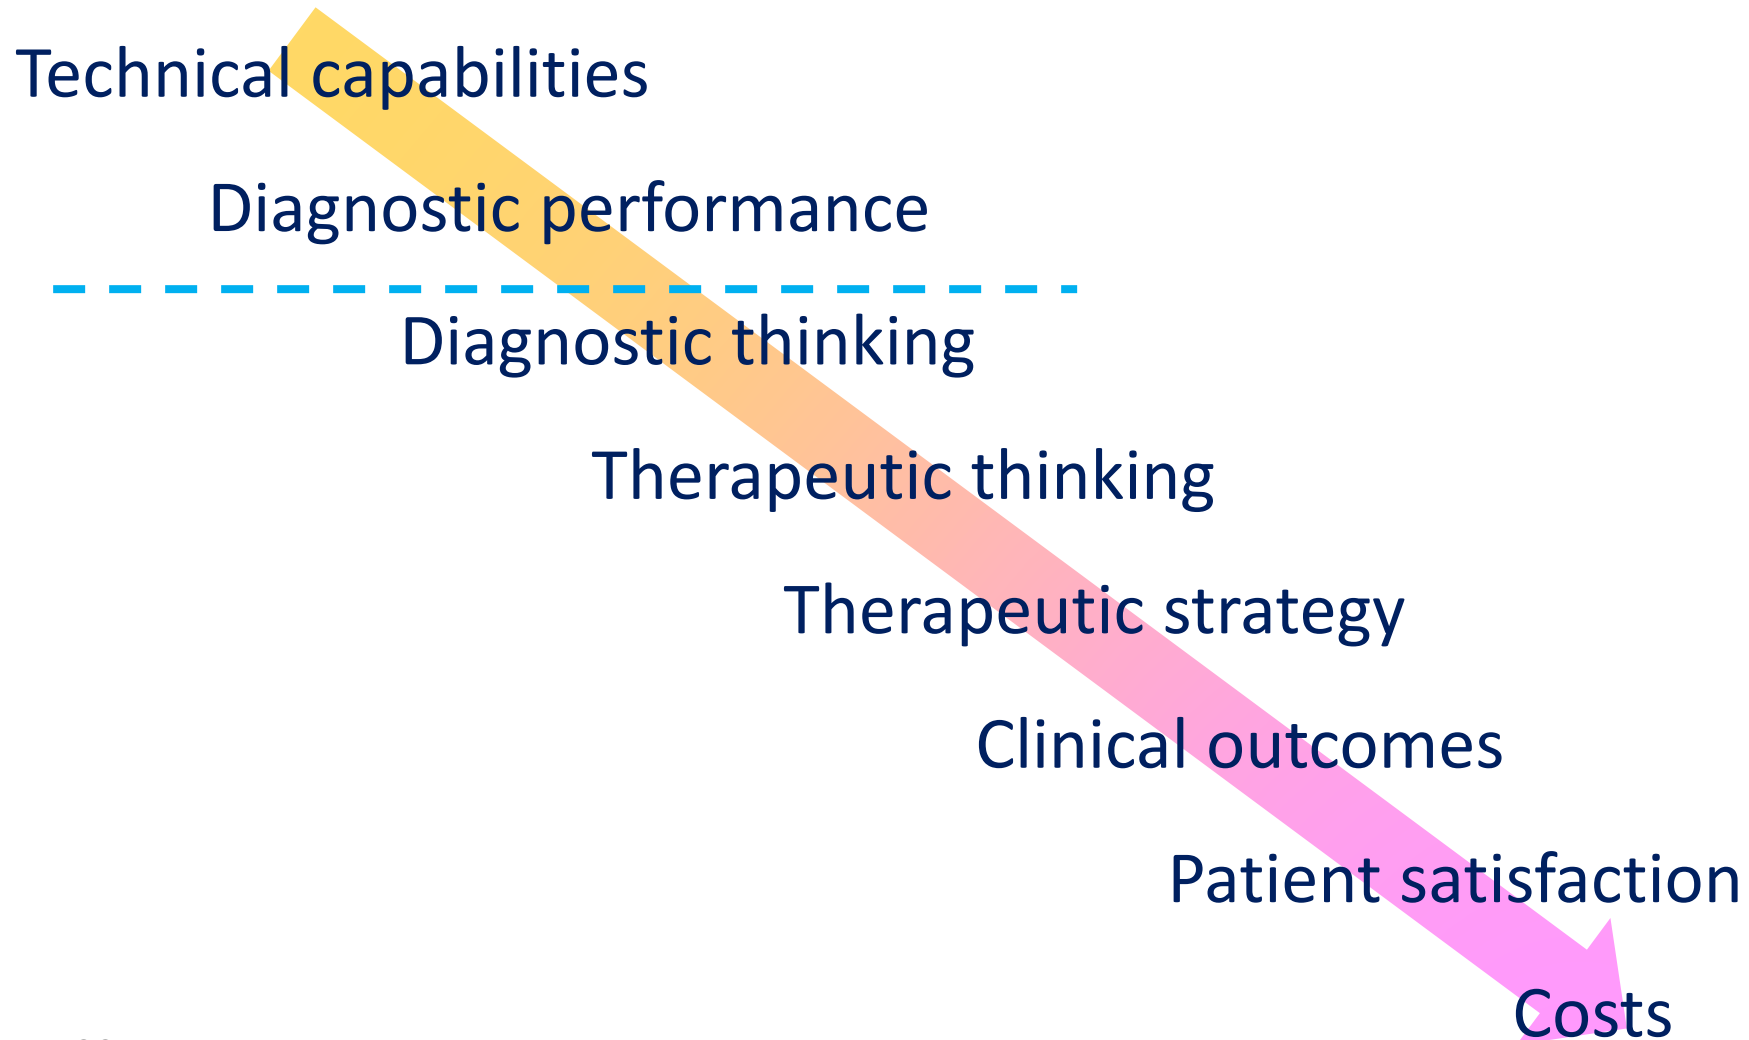 Technical capabilities
Diagnostic performance
Diagnostic thinking
Therapeutic thinking
Therapeutic strategy
Clinical outcomes
Patient satisfaction
Costs